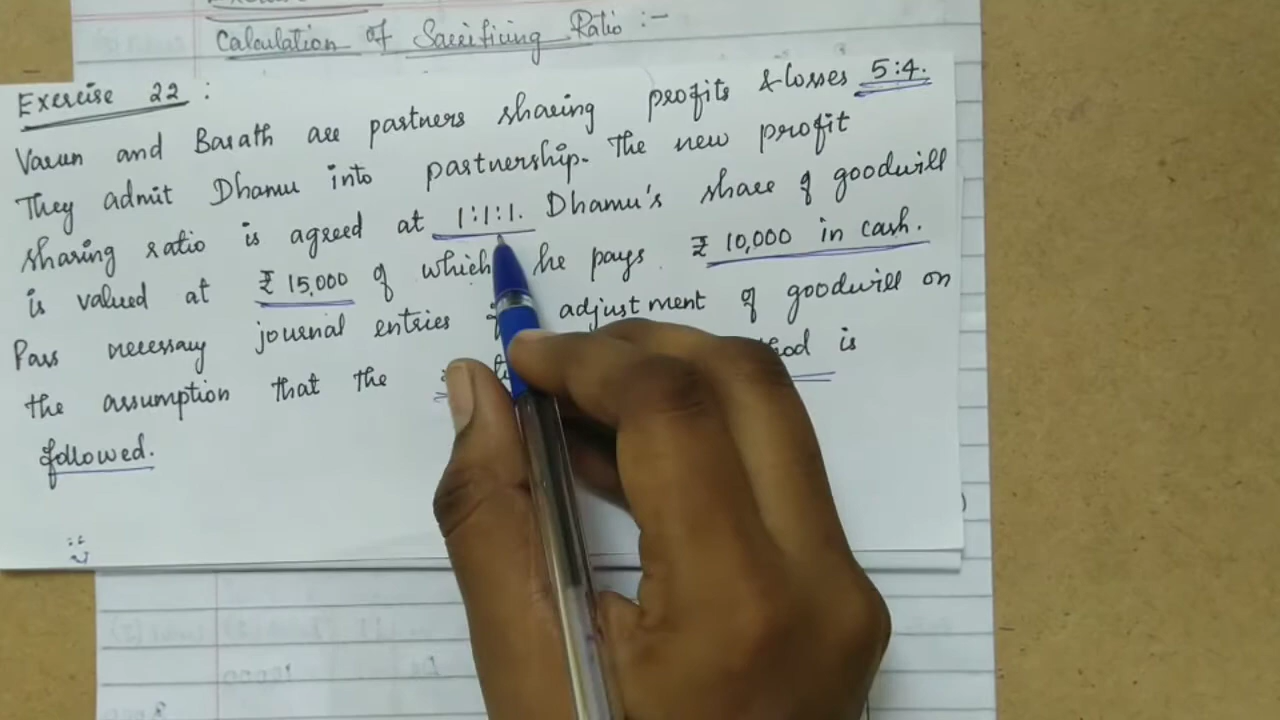 Calculation of Sacrificing Ratio :-
Exercise 22 :
Varun and Barath are partners sharing profits & losses 5:4.
They admit Dhamu into partnership. The new profit
sharing ratio is agreed at 1:1:1. Dhamu's share of goodwill
is valued at ₹ 15,000 of which he pays ₹ 10,000 in cash.
Pass necessary journal entries adjustment of goodwill on
the assumption that the is
followed.